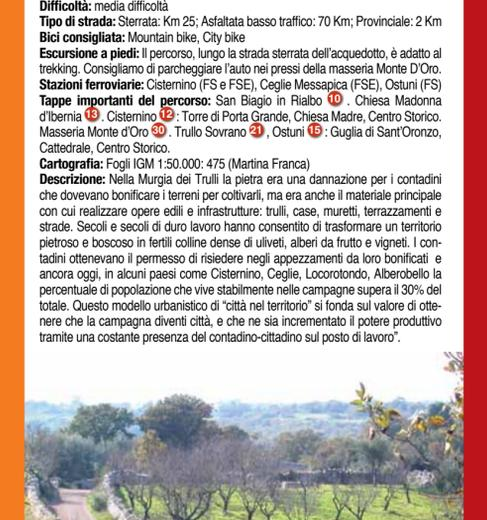 Difficoltà: media difficoltà
Tipo di strada: Sterrata: Km 25; Asfaltata basso traffico: 70 Km; Provinciale: 2 Km
Bici consigliata: Mountain bike, City bike
Escursione a piedi: Il percorso, lungo la strada sterrata dell'acquedotto, è adatto al
trekking. Consigliamo di parcheggiare l'auto nei pressi della masseria Monte D'Oro.
Stazioni ferroviarie: Cisternino (FS e FSE), Ceglie Messapica (FSE), Ostuni (FS)
Tappe importanti del percorso: San Biagio in Rialbo 10 . Chiesa Madonna
d'Ibernia 13 . Cisternino 12 : Torre di Porta Grande, Chiesa Madre, Centro Storico.
Masseria Monte d'Oro 30 . Trullo Sovrano 21 , Ostuni 15 : Guglia di Sant'Oronzo,
Cattedrale, Centro Storico.
Cartografia: Fogli IGM 1:50.000: 475 (Martina Franca)
Descrizione: Nella Murgia dei Trulli la pietra era una dannazione per i contadini
che dovevano bonificare i terreni per coltivarli, ma era anche il materiale principale
con cui realizzare opere edili e infrastrutture: trulli, case, muretti, terrazzamenti e
strade. Secoli e secoli di duro lavoro hanno consentito di trasformare un territorio
pietroso e boscoso in fertili colline dense di uliveti, alberi da frutto e vigneti. I con-
tadini ottenevano il permesso di risiedere negli appezzamenti da loro bonificati e
ancora oggi, in alcuni paesi come Cisternino, Ceglie, Locorotondo, Alberobello la
percentuale di popolazione che vive stabilmente nelle campagne supera il 30% del
totale. Questo modello urbanistico di "città nel territorio" si fonda sul valore di otte-
nere che la campagna diventi città, e che ne sia incrementato il potere produttivo
tramite una costante presenza del contadino-cittadino sul posto di lavoro".